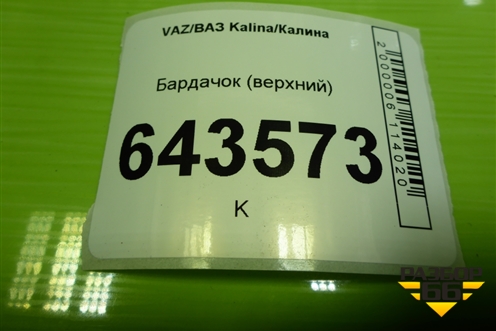 VAZ/ВАЗ Kalina/Калина
Бардачок (верхний)
643573
К
2000006114020
РАЗБОР
66